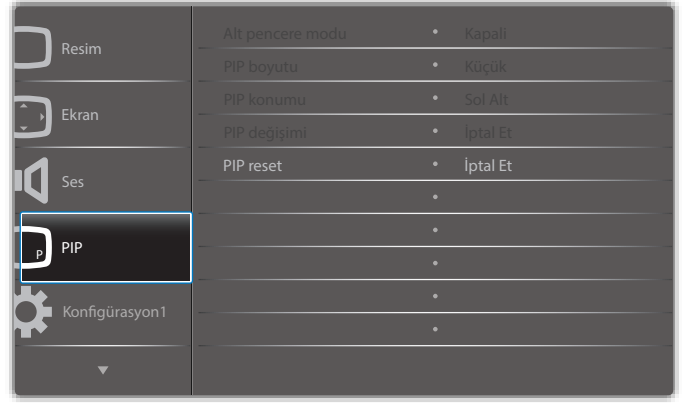 Resim
Ekran
Ses
P
PIP
Konfigürasyon1
Alt pencere modu • Kapali
PIP boyutu • Küçük
PIP konumu • Sol Alt
PIP değişimi • İptal Et
PIP reset • İptal Et